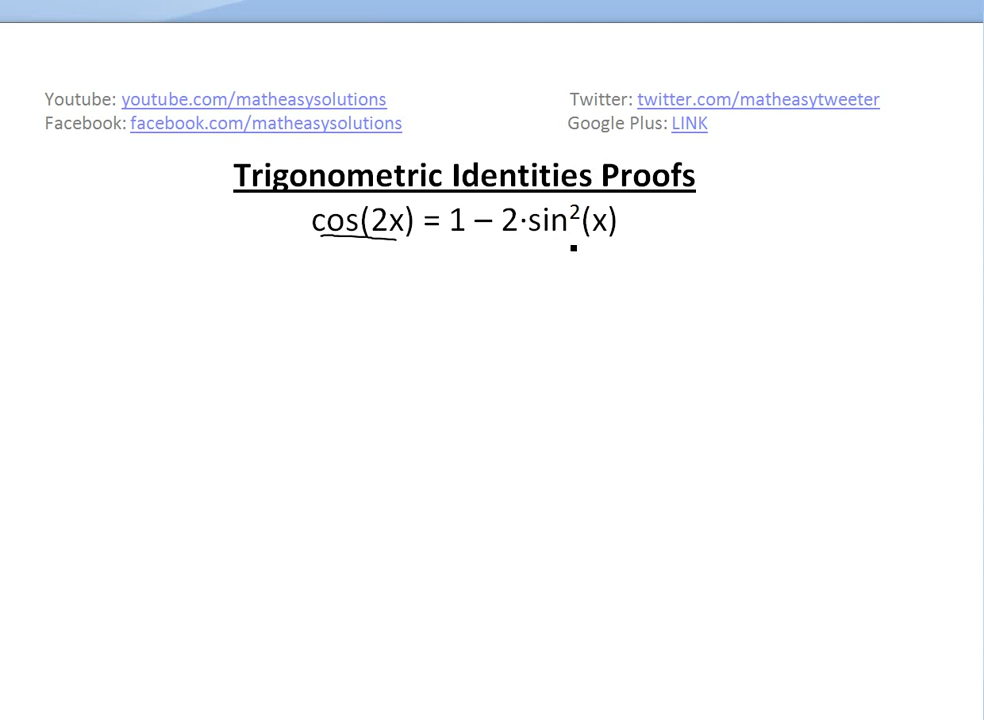 Youtube: youtube.com/matheasysolutions
Twitter: twitter.com/matheasytweeter
Facebook: facebook.com/matheasysolutions
Google Plus: LINK
Trigonometric Identities Proofs
cos(2x) = 1 – 2·sin²(x)